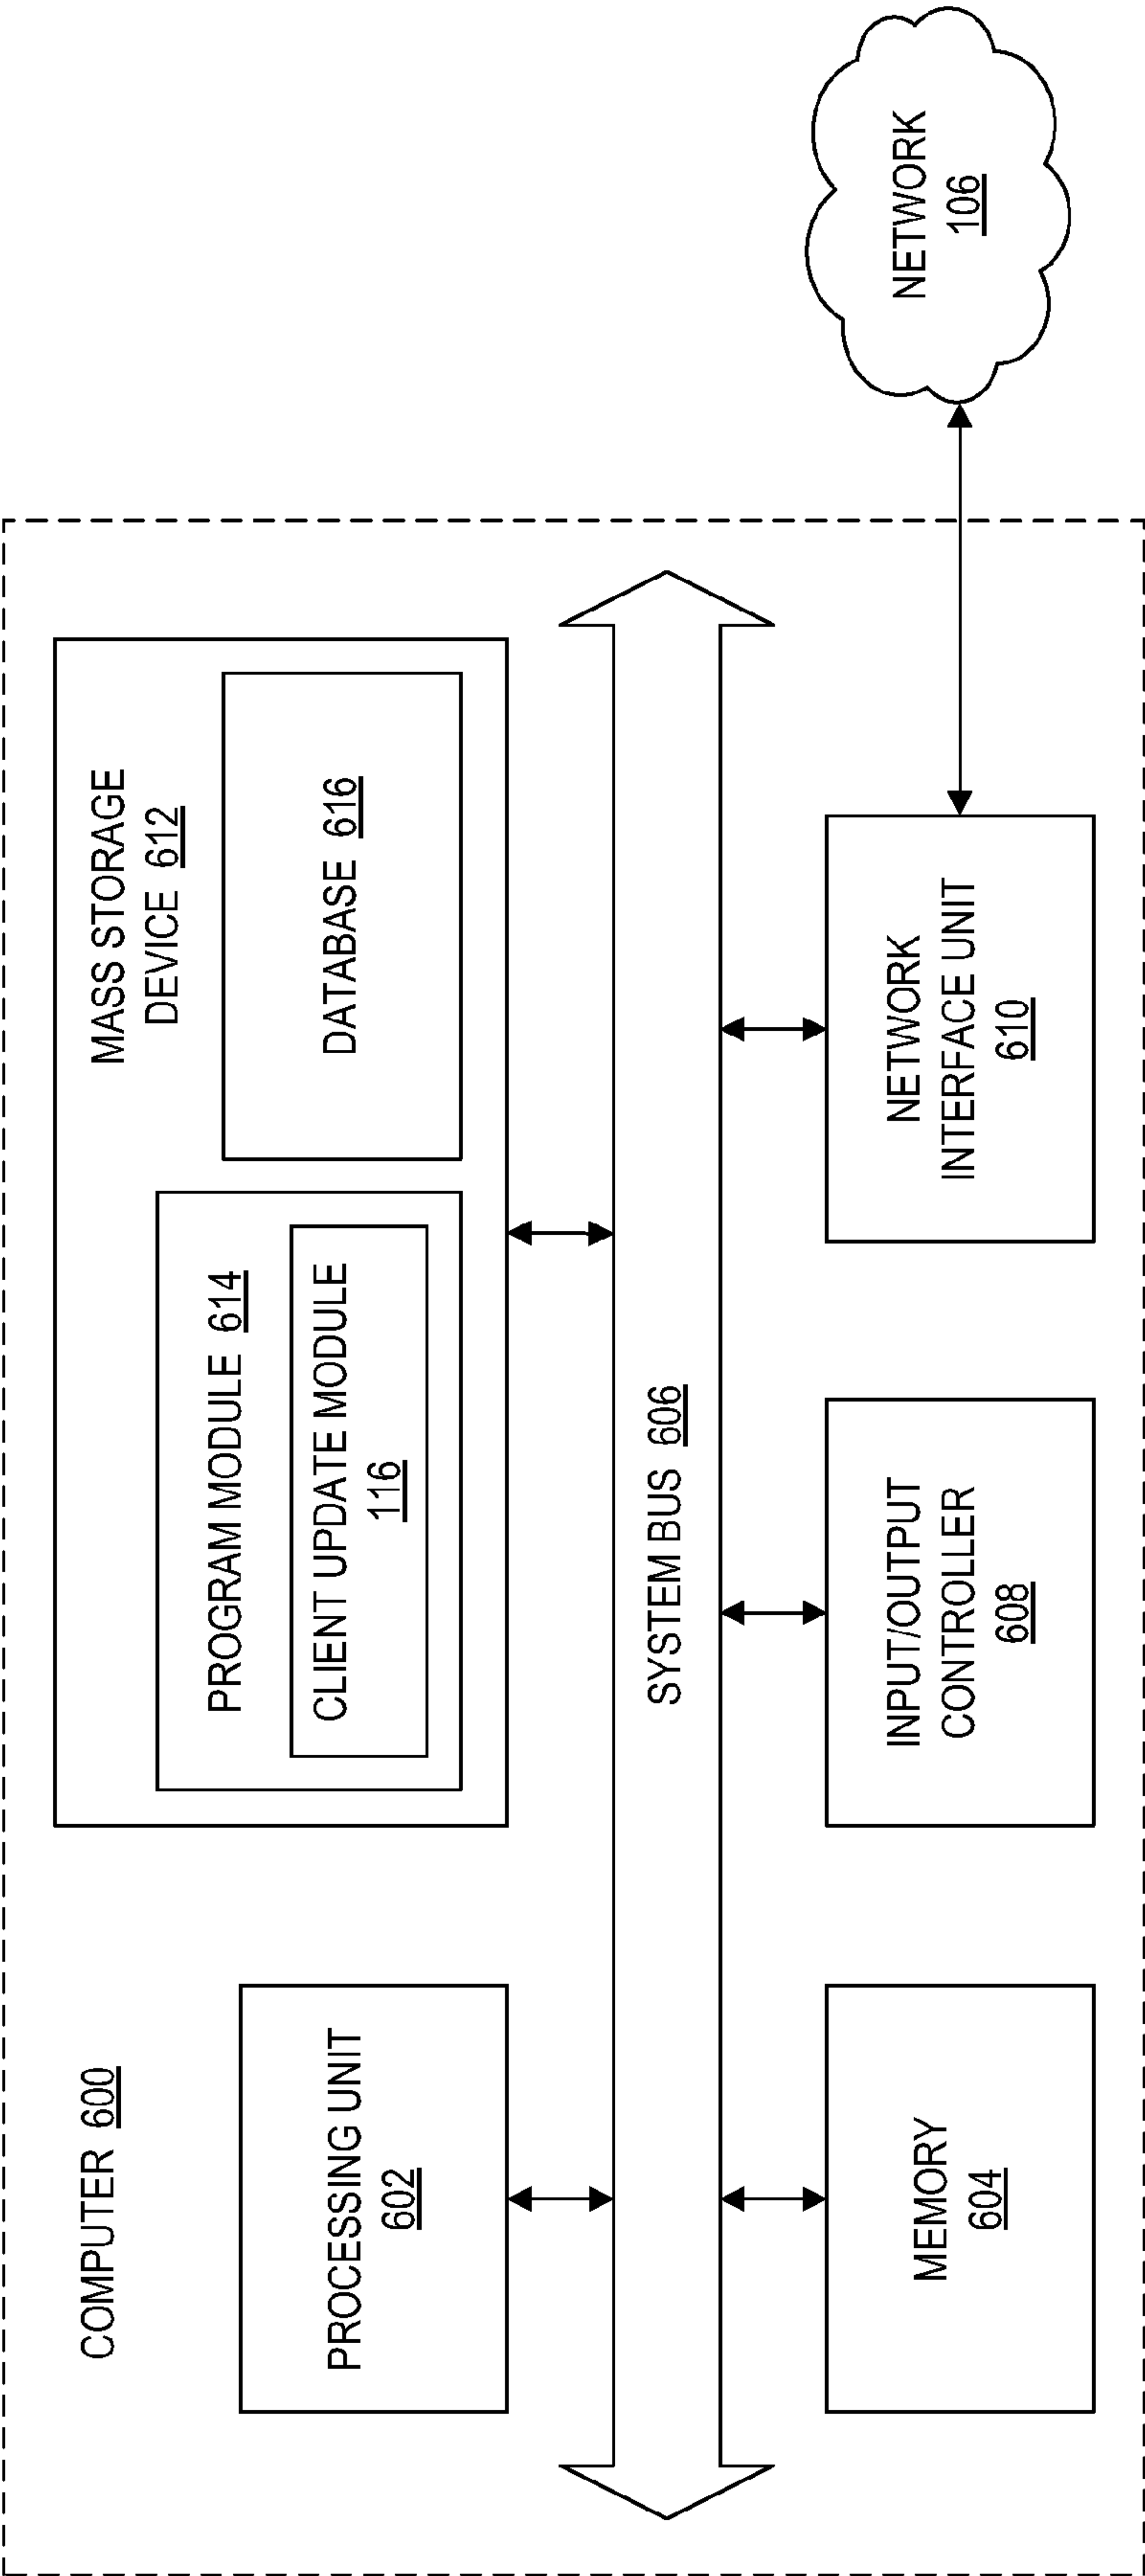 COMPUTER 600
PROCESSING UNIT
602
MASS STORAGE
DEVICE 612
PROGRAM MODULE 614
CLIENT UPDATE MODULE
116
DATABASE 616
SYSTEM BUS 606
MEMORY
604
INPUT/OUTPUT
CONTROLLER
608
NETWORK
INTERFACE UNIT
610
NETWORK
106